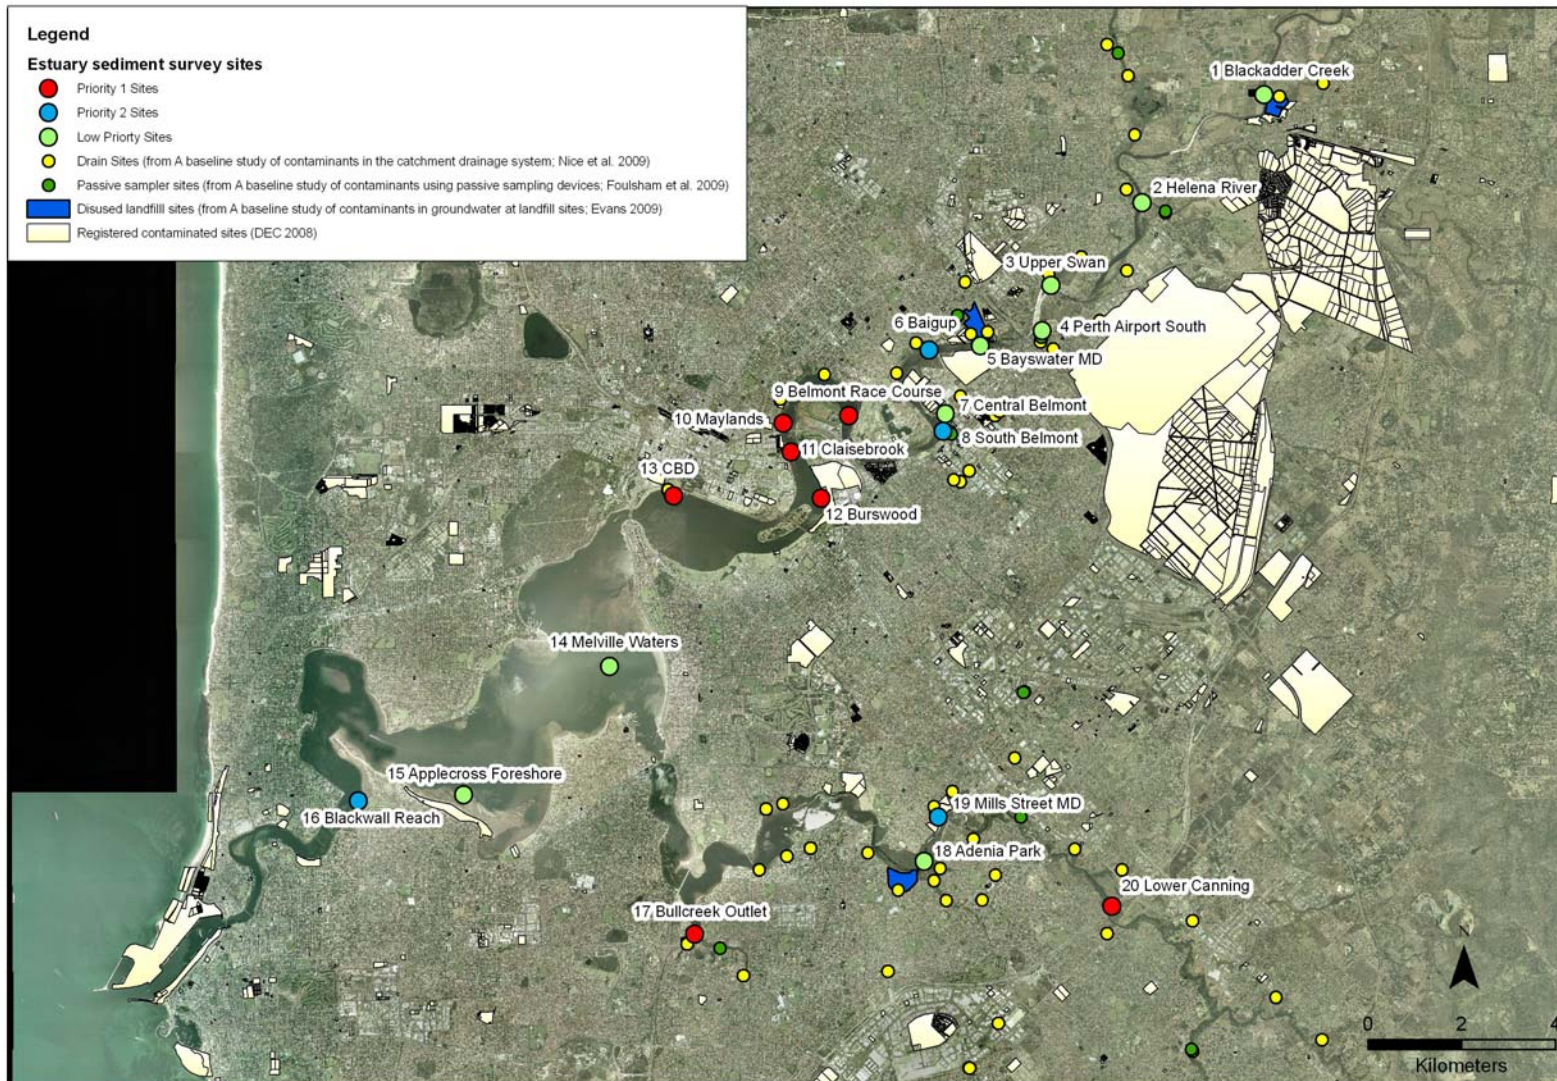 Legend
Estuary sediment survey sites
Priority 1 Sites
Priority 2 Sites
Low Priorty Sites
Drain Sites (from A baseline study of contaminants in the catchment drainage system; Nice et al. 2009)
Passive sampler sites (from A baseline study of contaminants using passive sampling devices; Foulsham et al. 2009)
Disused landfilll sites (from A baseline study of contaminants in groundwater at landfill sites; Evans 2009)
Registered contaminated sites (DEC 2008)
1 Blackadder Creek
2 Helena River
3 Upper Swan
6 Baigup
4 Perth Airport South
5 Bayswater MD
9 Belmont Race Course
7 Central Belmont
10 Maylands
8 South Belmont
11 Claisebrook
13 CBD
12 Burswood
14 Melville Waters
15 Applecross Foreshore
16 Blackwall Reach
19 Mills Street MD
18 Adenia Park
20 Lower Canning
17 Bullcreek Outlet
N
0 2 4
Kilometers